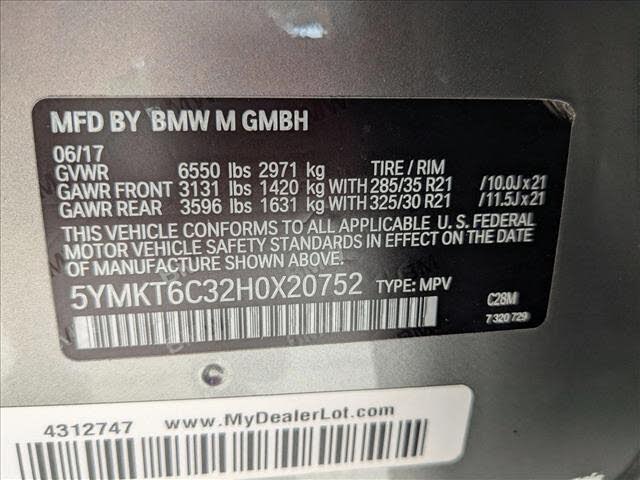 MFD BY BMW M GMBH
06/17
GVWR 6550 lbs 2971 kg TIRE / RIM
GAWR FRONT 3131 lbs 1420 kg WITH 285/35 R21 /10.0J x 21
GAWR REAR 3596 lbs 1631 kg WITH 325/30 R21 /11.5J x 21
THIS VEHICLE CONFORMS TO ALL APPLICABLE U. S. FEDERAL
MOTOR VEHICLE SAFETY STANDARDS IN EFFECT ON THE DATE
OF MANUFACTURE SHOWN ABOVE.
5YMKT6C32H0X20752 TYPE: MPV C28M
7 320 729
4312747 www.MyDealerLot.com